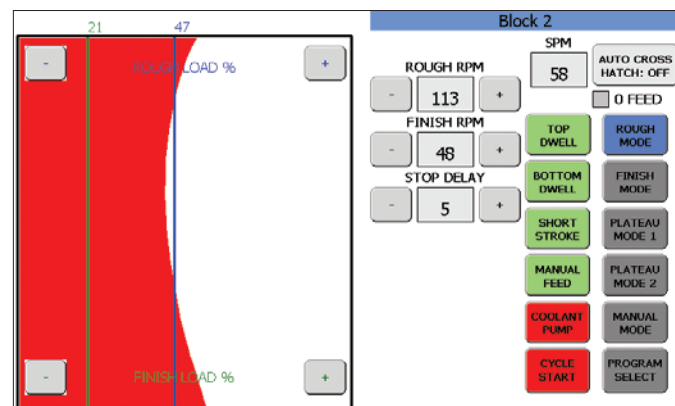 Block 2
21
47
- ROUGH LOAD % +
- FINISH LOAD % +
ROUGH RPM
- 113 +
FINISH RPM
- 48 +
STOP DELAY
- 5 +
SPM
58
AUTO CROSS
HATCH: OFF
0 FEED
TOP
DWELL
ROUGH
MODE
BOTTOM
DWELL
FINISH
MODE
SHORT
STROKE
PLATEAU
MODE 1
MANUAL
FEED
PLATEAU
MODE 2
COOLANT
PUMP
MANUAL
MODE
CYCLE
START
PROGRAM
SELECT